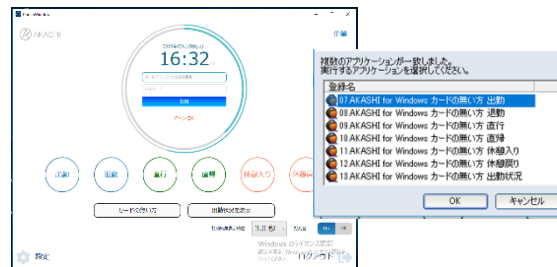 AKASHI
企業
16:32
出勤
退勤
直行
直帰
休憩入り
カードの無い方
出勤状況を表示
3.0 秒
設定
ログアウト
Windows のライセンス認証
複数のアプリケーションが一致しました。
実行するアプリケーションを選択してください。
登録名
07.AKASHI for Windows カードの無い方 出勤
08.AKASHI for Windows カードの無い方 退勤
09.AKASHI for Windows カードの無い方 直行
10.AKASHI for Windows カードの無い方 直帰
11.AKASHI for Windows カードの無い方 休憩入り
12.AKASHI for Windows カードの無い方 休憩戻り
13.AKASHI for Windows カードの無い方 出勤状況
OK
キャンセル